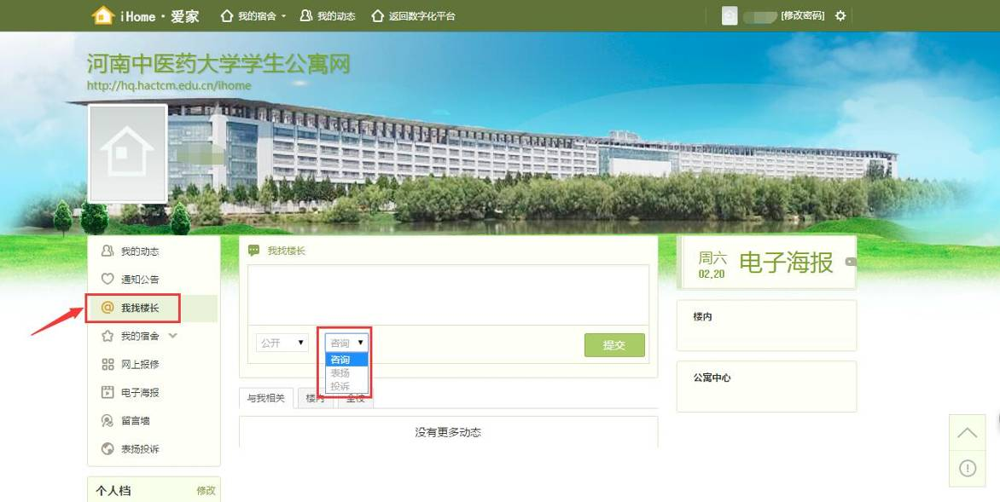 iHome·爱家
我的宿舍
我的动态
返回数字化平台
[修改密码]
河南中医药大学学生公寓网
http://hq.hactcm.edu.cn/ihome
我的动态
通知公告
我找楼长
我的宿舍
网上报修
电子海报
留言墙
表扬投诉
个人档
修改
我找楼长
公开
咨询
咨询
表扬
投诉
提交
与我相关
楼内
全校
没有更多动态
周六
02.20
电子海报
楼内
公寓中心